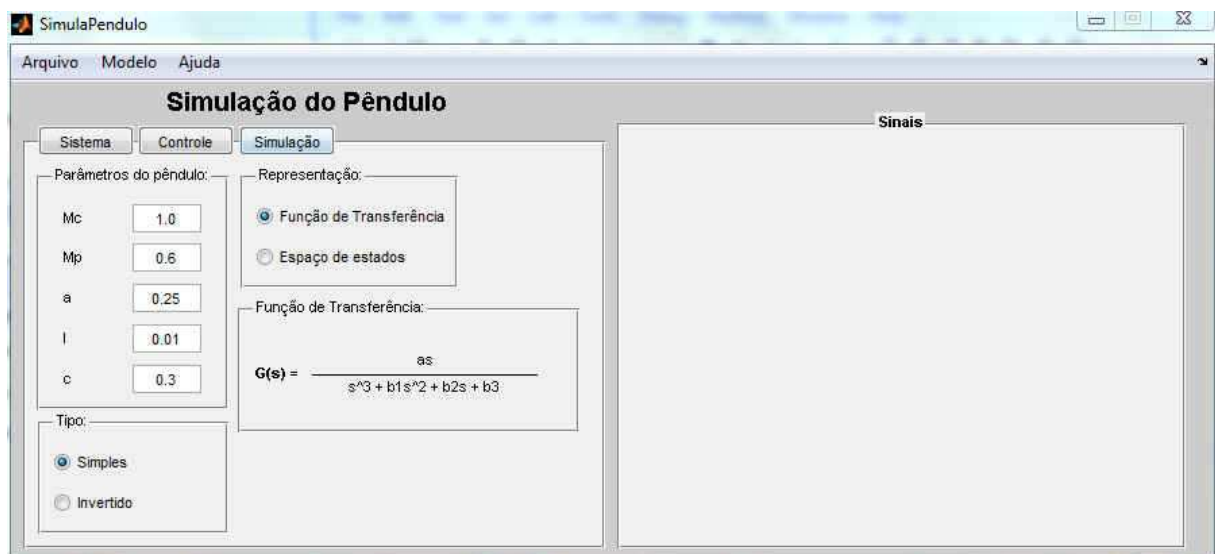 SimulaPendulo
Arquivo Modelo Ajuda
Simulação do Pêndulo
Sistema Controle Simulação
Parâmetros do pêndulo:
Mc 1.0
Mp 0.6
a 0.25
l 0.01
c 0.3
Tipo:
Simples
Invertido
Representação:
Função de Transferência
Espaço de estados
Função de Transferência:
as
G(s) =
s^3 + b1s^2 + b2s + b3
Sinais